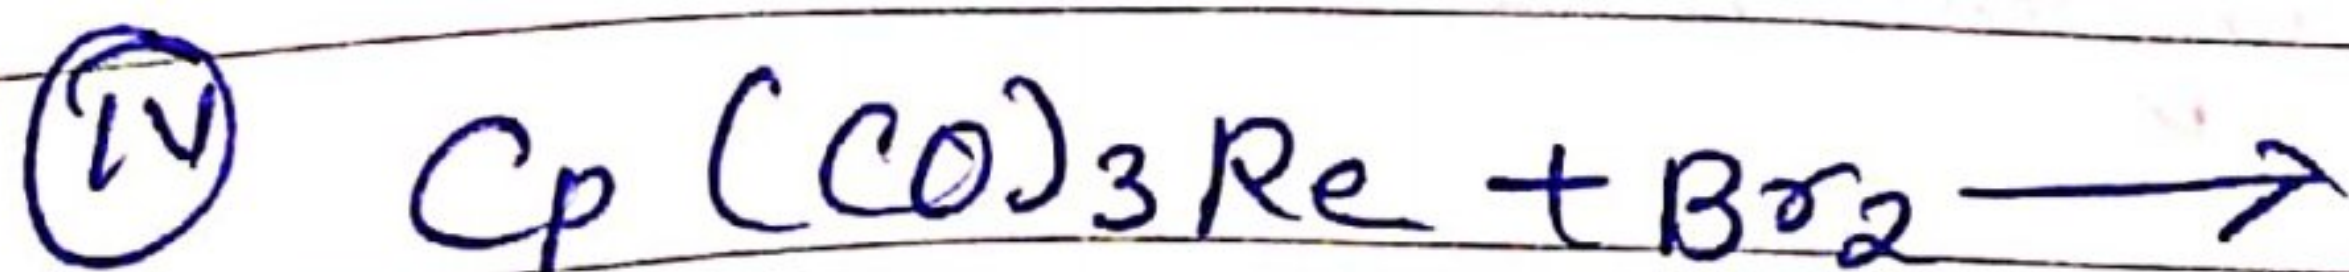 IV Cp (CO)3Re + Br2 →